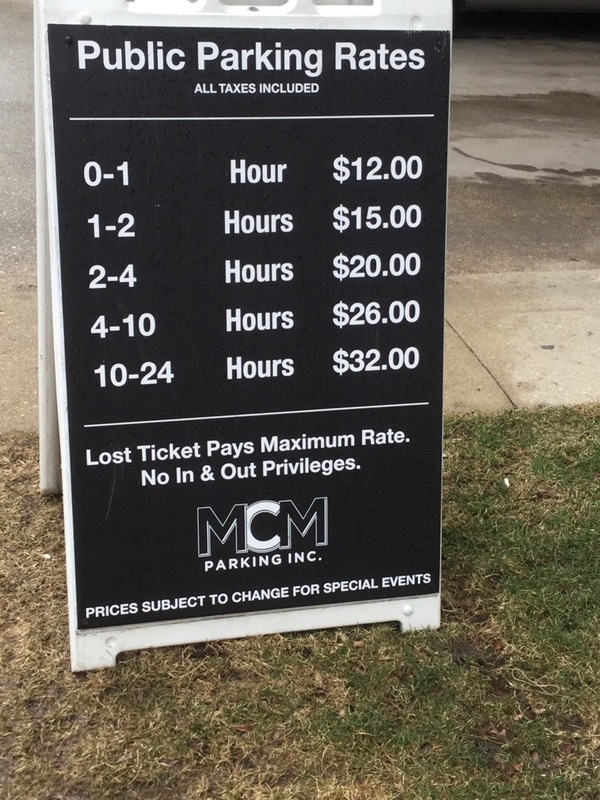 Public Parking Rates
ALL TAXES INCLUDED
0-1 Hour $12.00
1-2 Hours $15.00
2-4 Hours $20.00
4-10 Hours $26.00
10-24 Hours $32.00
Lost Ticket Pays Maximum Rate.
No In & Out Privileges.
MCM
PARKING INC.
PRICES SUBJECT TO CHANGE FOR SPECIAL EVENTS